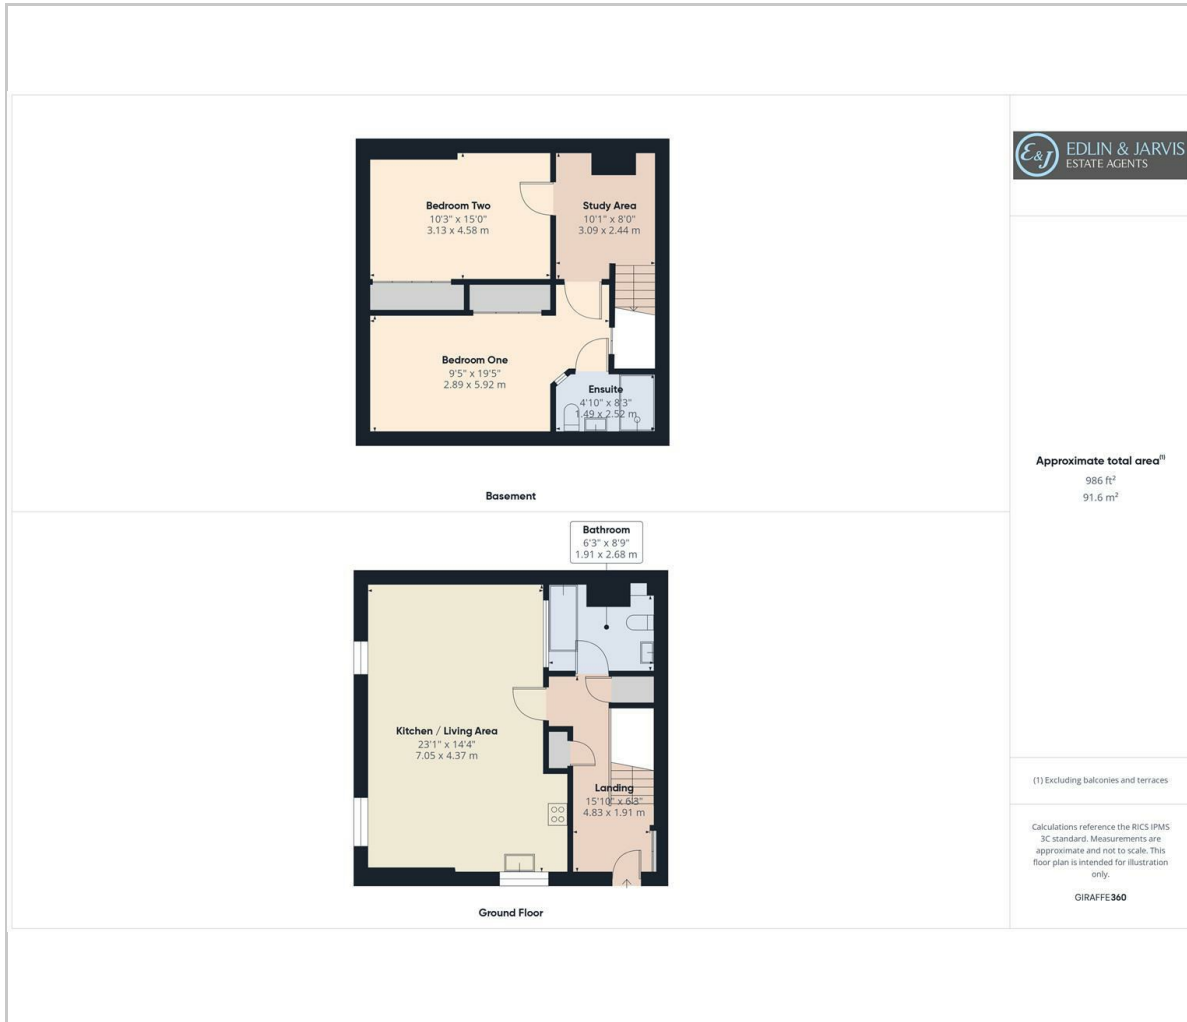 Bedroom Two
10'3" x 15'0"
3.13 x 4.58 m
Study Area
10'1" x 8'0"
3.09 x 2.44 m
Bedroom One
9'5" x 19'5"
2.89 x 5.92 m
Ensuite
4'10" x 8'3"
1.49 x 2.52 m
Basement
Bathroom
6'3" x 8'9"
1.91 x 2.68 m
Kitchen / Living Area
23'1" x 14'4"
7.05 x 4.37 m
Landing
15'10" x 6'3"
4.83 x 1.91 m
Ground Floor
E&J
EDLIN & JARVIS
ESTATE AGENTS
Approximate total area⁽¹⁾
986 ft²
91.6 m²
(1) Excluding balconies and terraces
Calculations reference the RICS IPMS
3C standard. Measurements are
approximate and not to scale. This
floor plan is intended for illustration
only.
GIRAFFE360